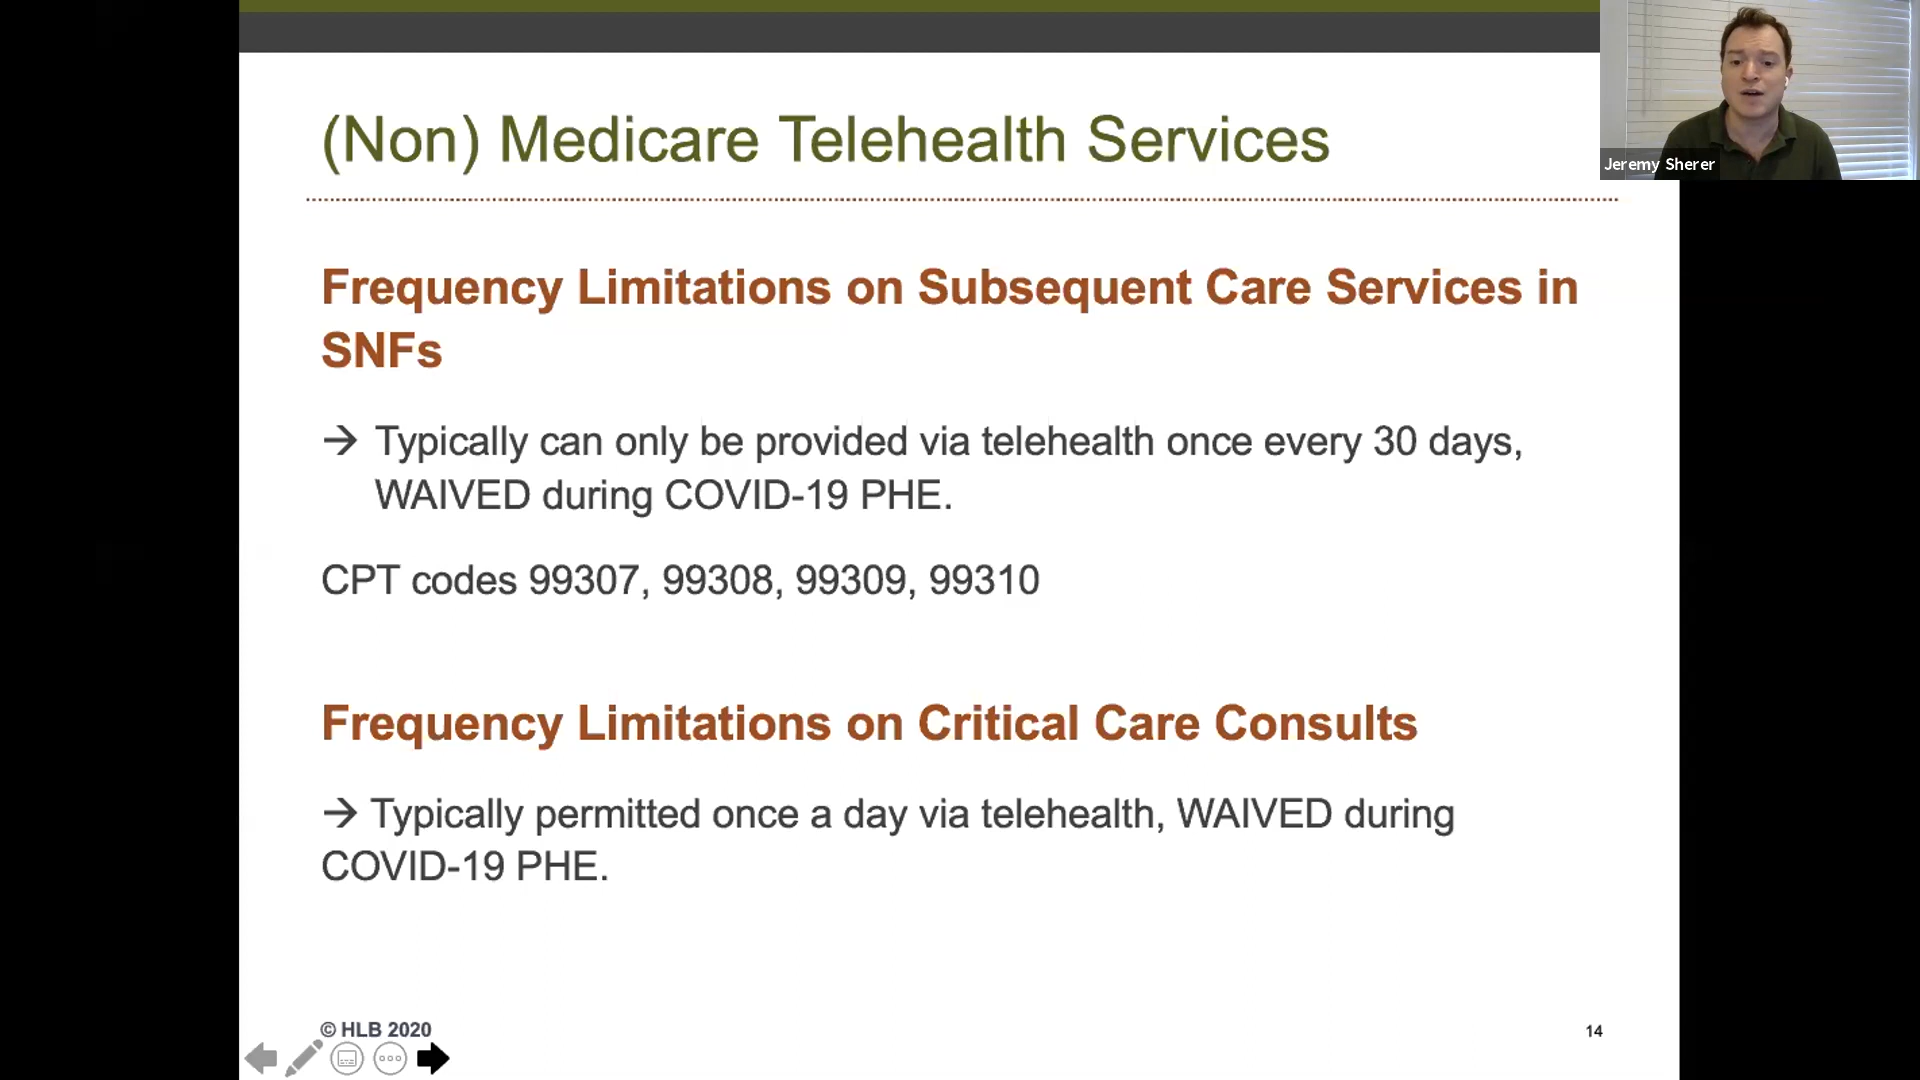 (Non) Medicare Telehealth Services
Jeremy Sherer
Frequency Limitations on Subsequent Care Services in
SNFs
→ Typically can only be provided via telehealth once every 30 days,
WAIVED during COVID-19 PHE.
CPT codes 99307, 99308, 99309, 99310
Frequency Limitations on Critical Care Consults
→ Typically permitted once a day via telehealth, WAIVED during
COVID-19 PHE.
© HLB 2020
14